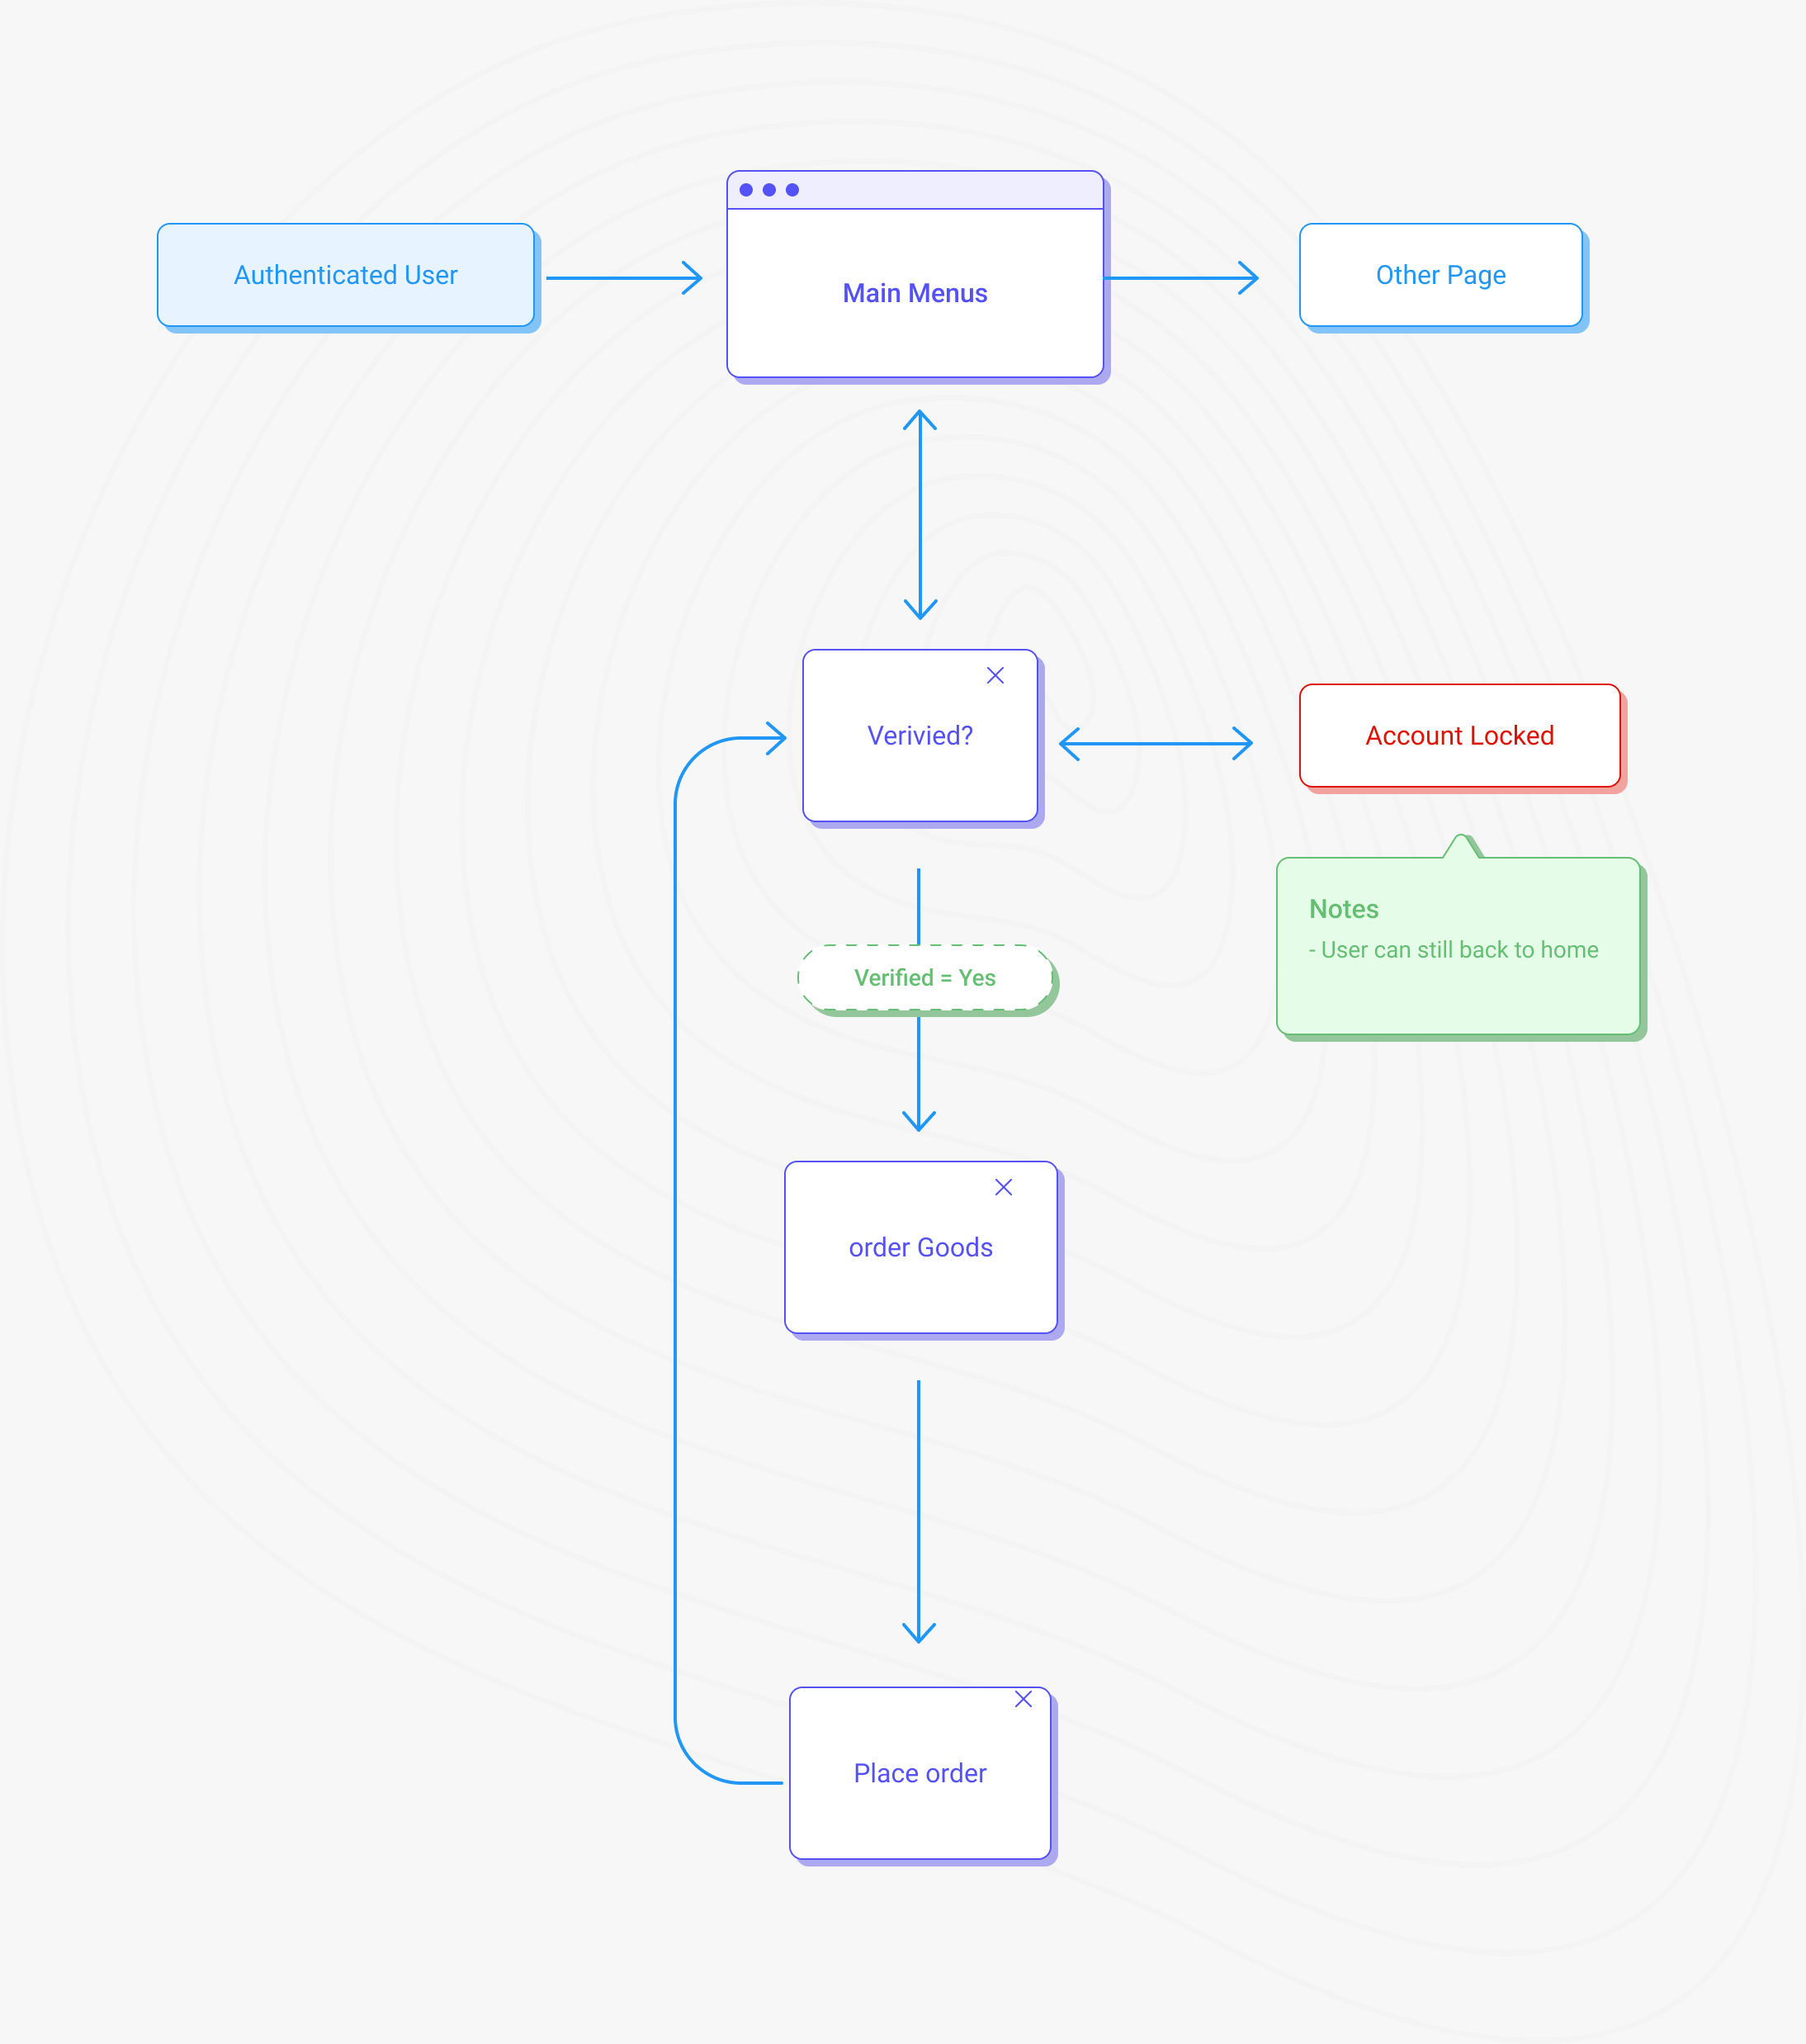 Authenticated User
Main Menus
Other Page
Verivied?
Account Locked
Notes
- User can still back to home
Verified = Yes
order Goods
Place order